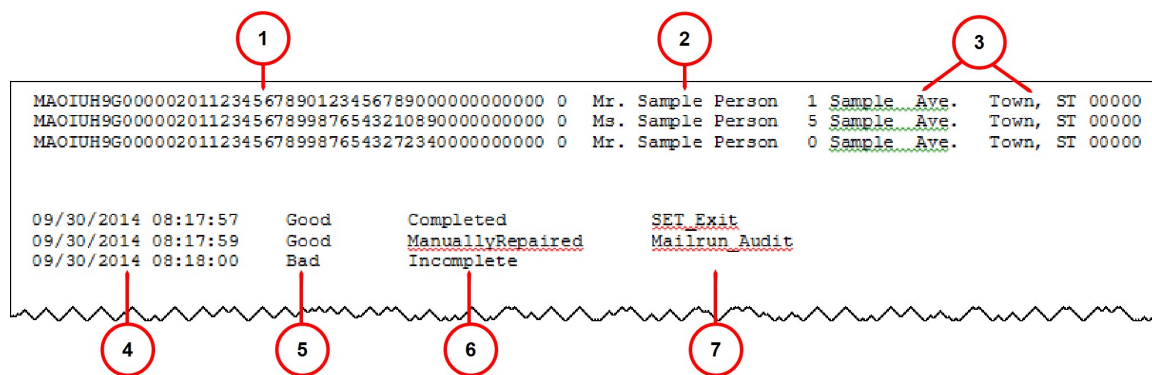 1 2 3
MAOIUH9G00000201123456789012345678900000000000 0 Mr. Sample Person 1 Sample Ave. Town, ST 00000
MAOIUH9G00000201123456789987654321089000000000 0 Ms. Sample Person 5 Sample Ave. Town, ST 00000
MAOIUH9G00000201123456789987654327234000000000 0 Mr. Sample Person 0 Sample Ave. Town, ST 00000
09/30/2014 08:17:57 Good Completed SET_Exit
09/30/2014 08:17:59 Good ManuallyRepaired Mailrun_Audit
09/30/2014 08:18:00 Bad Incomplete
4 5 6 7